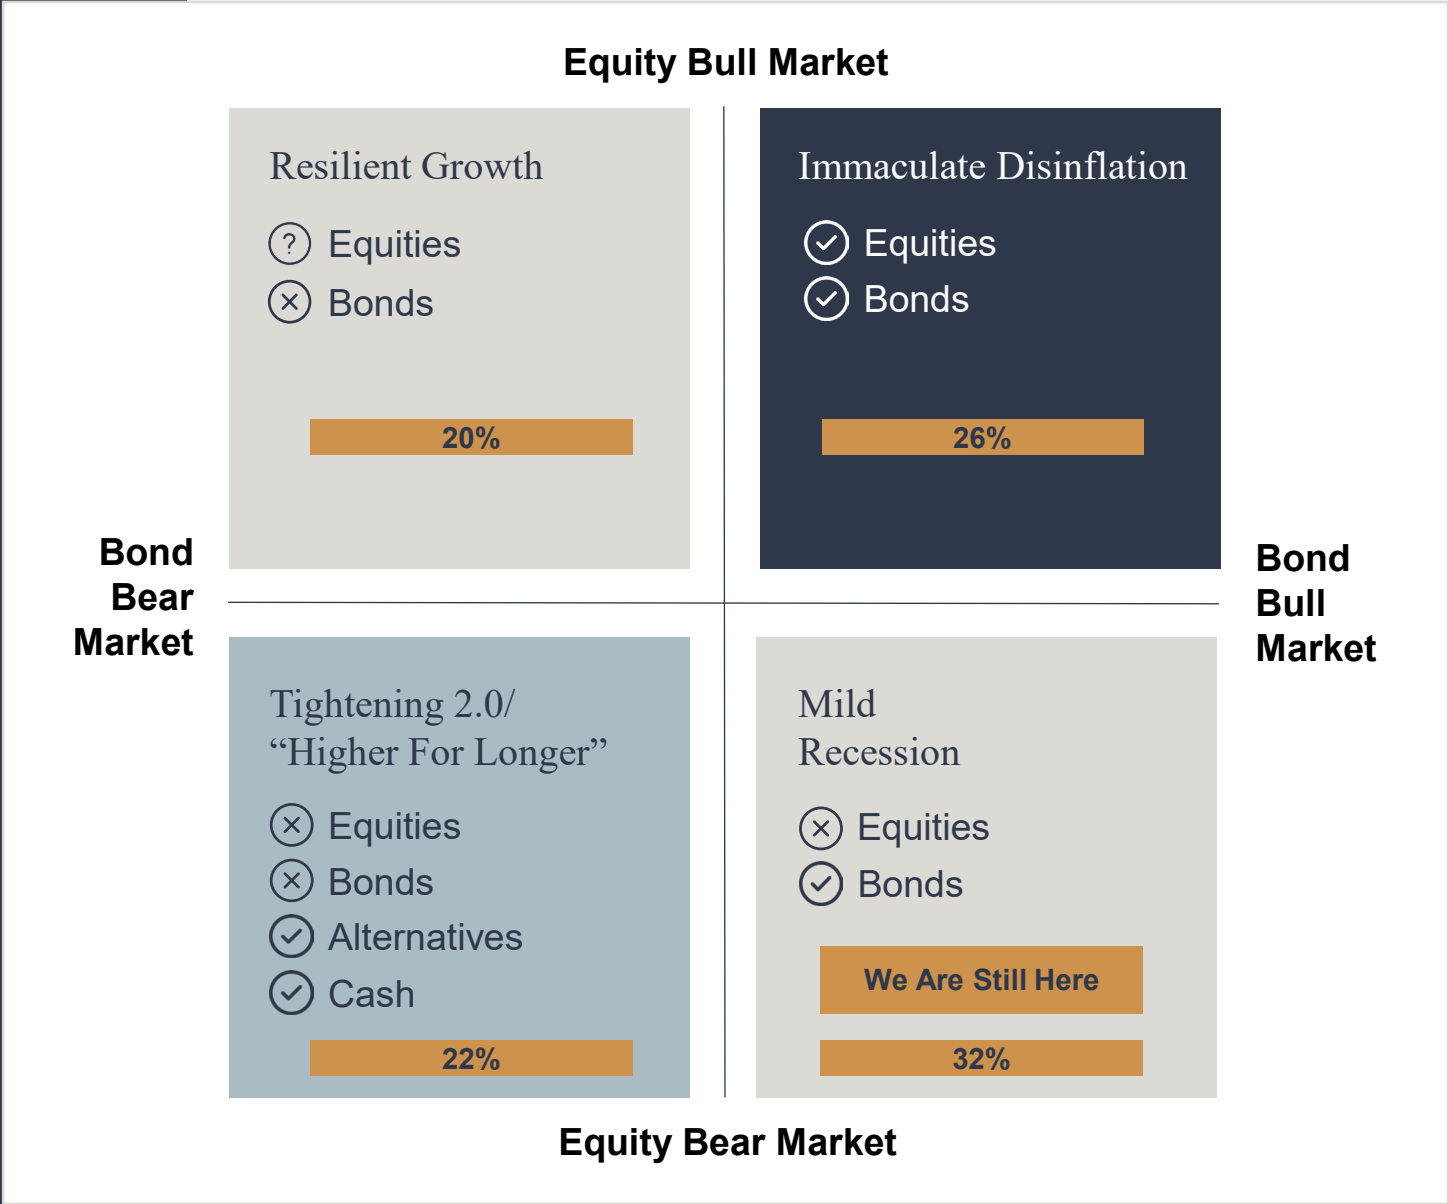 Equity Bull Market
Resilient Growth
? Equities
Bonds
20%
Immaculate Disinflation
Equities
Bonds
26%
Bond
Bear
Market
Bond
Bull
Market
Tightening 2.0/
“Higher For Longer”
Equities
Bonds
Alternatives
Cash
22%
Mild
Recession
Equities
Bonds
We Are Still Here
32%
Equity Bear Market